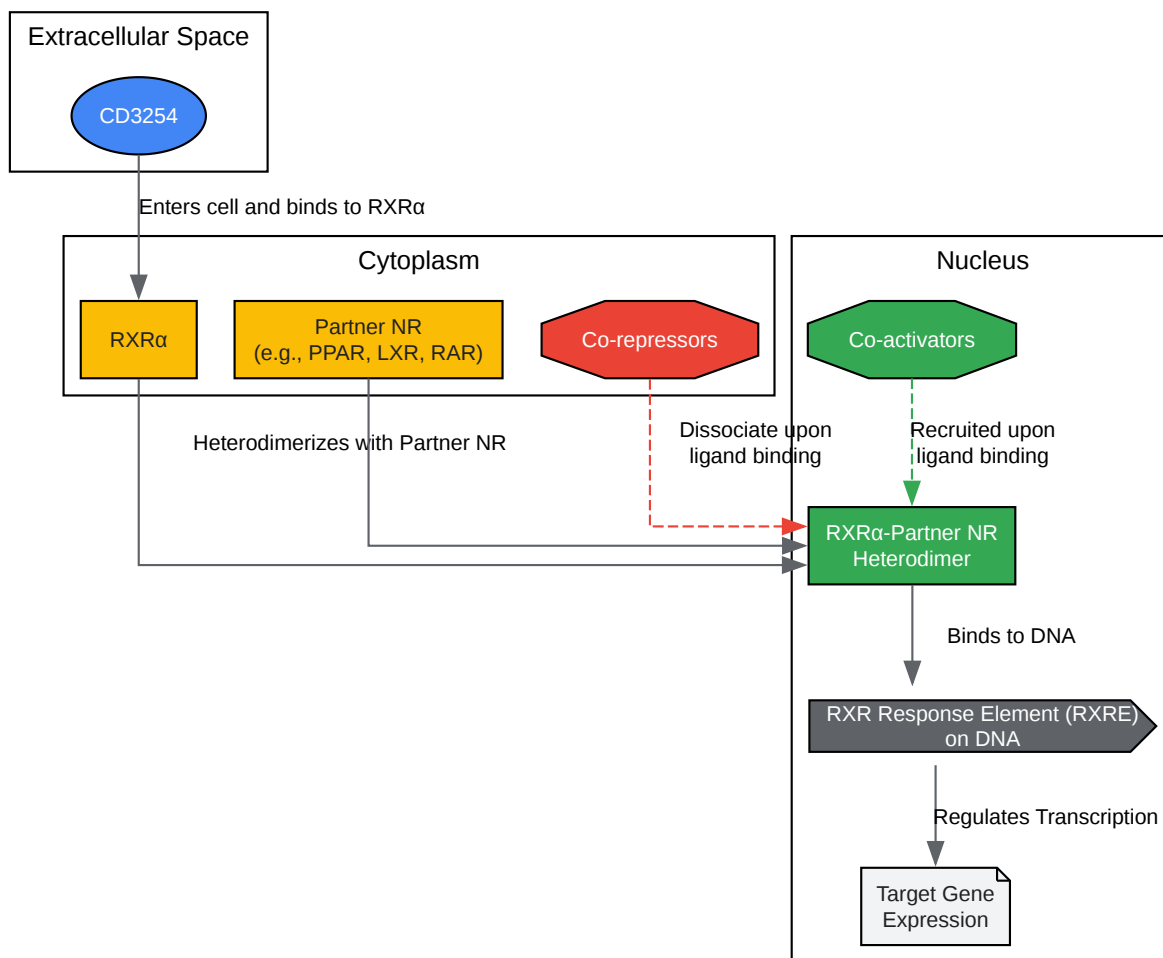 Extracellular Space
CD3254
Enters cell and binds to RXRα
Cytoplasm
Nucleus
RXRα
Partner NR
(e.g., PPAR, LXR, RAR)
Co-repressors
Co-activators
Heterodimerizes with Partner NR
Dissociate upon
ligand binding
Recruited upon
ligand binding
RXRα-Partner NR
Heterodimer
Binds to DNA
RXR Response Element (RXRE)
on DNA
Regulates Transcription
Target Gene
Expression